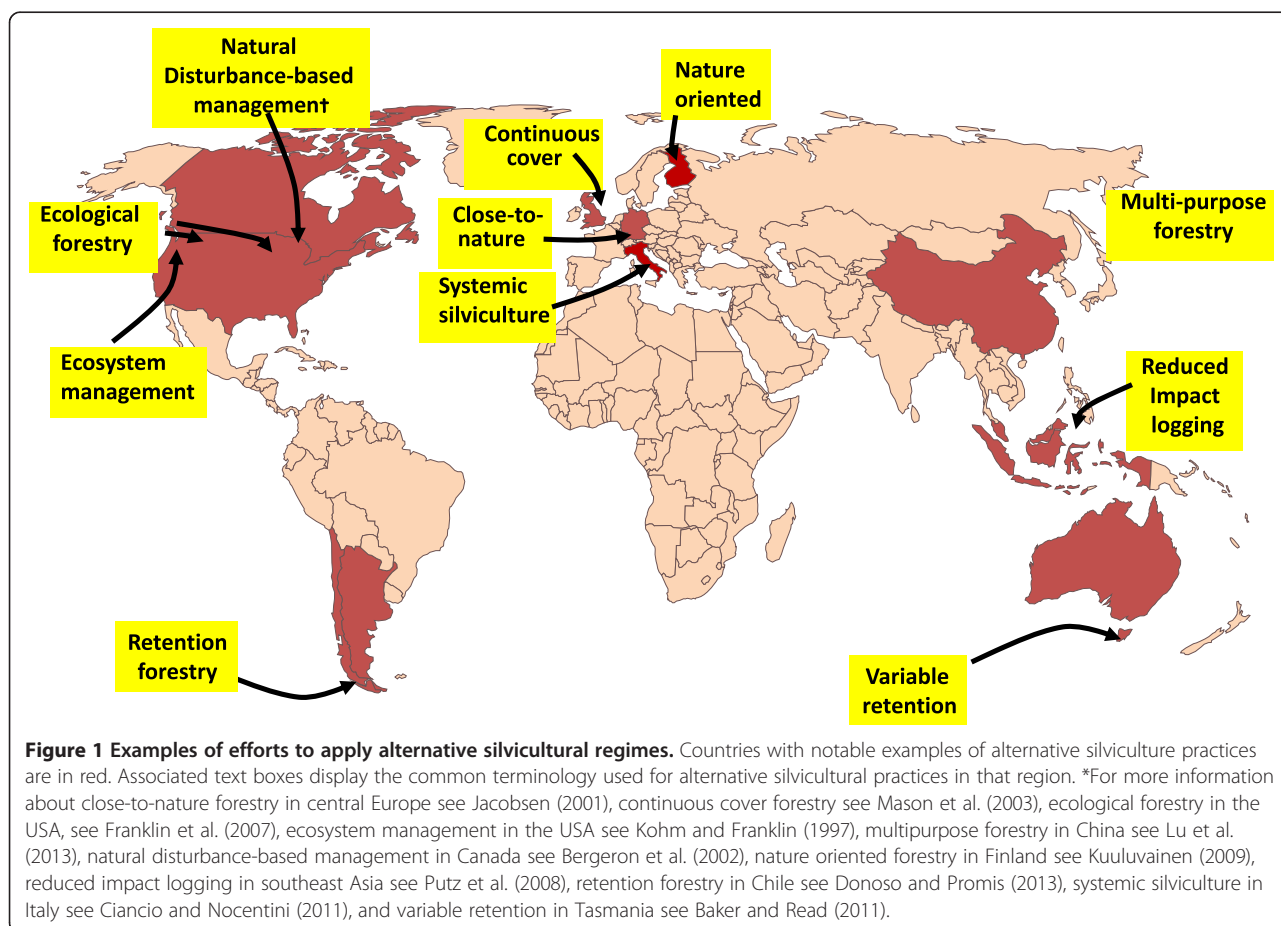 Natural
Disturbance-based
management
Nature
oriented
Continuous
cover
Ecological
forestry
Close-to-
nature
Multi-purpose
forestry
Systemic
silviculture
Ecosystem
management
Reduced
Impact
logging
Retention
forestry
Variable
retention
Figure 1 Examples of efforts to apply alternative silvicultural regimes. Countries with notable examples of alternative silviculture practices
are in red. Associated text boxes display the common terminology used for alternative silvicultural practices in that region. *For more information
about close-to-nature forestry in central Europe see Jacobsen (2001), continuous cover forestry see Mason et al. (2003), ecological forestry in the
USA, see Franklin et al. (2007), ecosystem management in the USA see Kohm and Franklin (1997), multipurpose forestry in China see Lu et al.
(2013), natural disturbance-based management in Canada see Bergeron et al. (2002), nature oriented forestry in Finland see Kuuluvainen (2009),
reduced impact logging in southeast Asia see Putz et al. (2008), retention forestry in Chile see Donoso and Promis (2013), systemic silviculture in
Italy see Ciancio and Nocentini (2011), and variable retention in Tasmania see Baker and Read (2011).